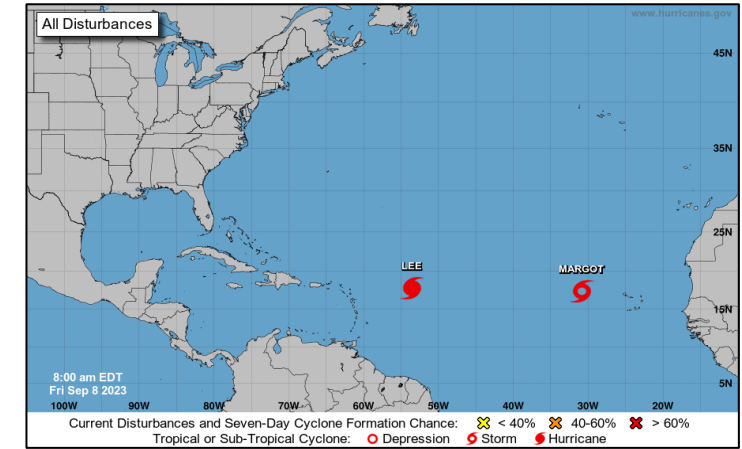 All Disturbances
www.hurricanes.gov
45N
35N
25N
LEE
MARGOT
15N
8:00 am EDT
Fri Sep 8 2023
5N
100W 90W 80W 70W 60W 50W 40W 30W 20W
Current Disturbances and Seven-Day Cyclone Formation Chance: < 40% 40-60% > 60%
Tropical or Sub-Tropical Cyclone: Depression Storm Hurricane